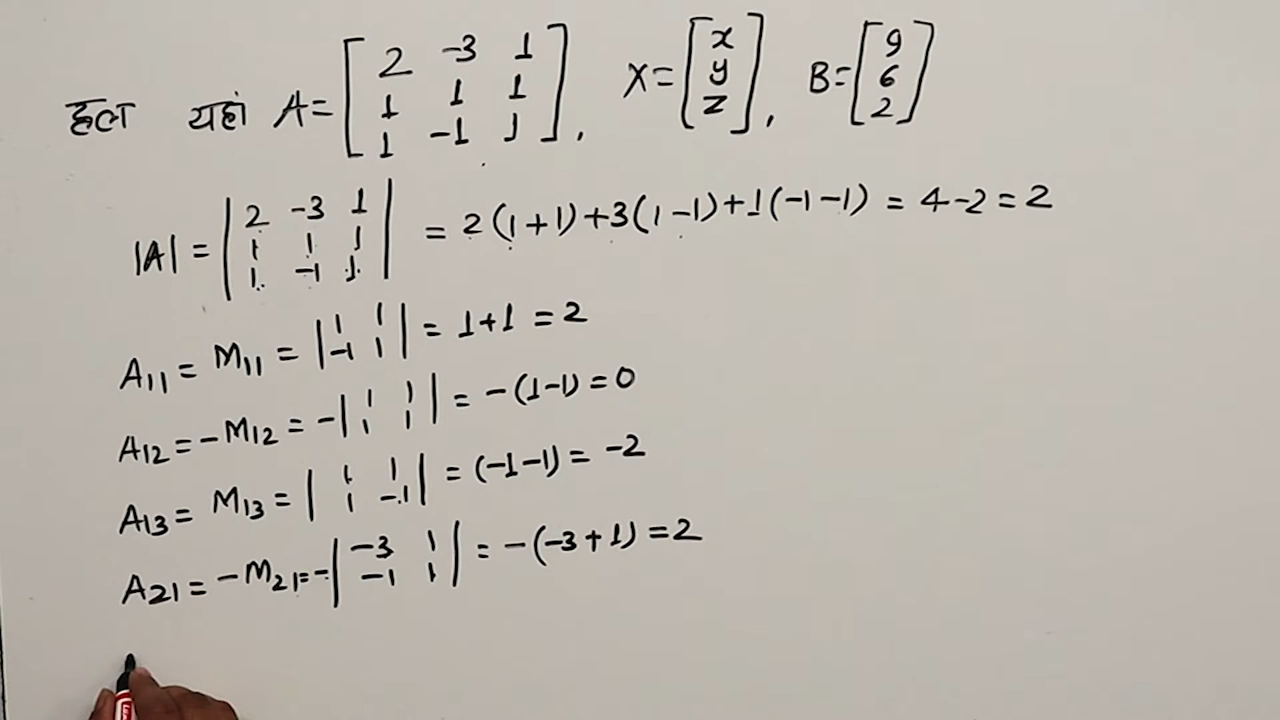 हल यहां A = [2 -3 1 / 1 1 1 / 1 -1 1], X = [x / y / z], B = [9 / 6 / 2]
|A| = |2 -3 1 / 1 1 1 / 1 -1 1| = 2(1+1)+3(1-1)+1(-1-1) = 4-2=2
A11 = M11 = |1 1 / -1 1| = 1+1 = 2
A12 = -M12 = -|1 1 / 1 1| = -(1-1) = 0
A13 = M13 = |1 1 / 1 -1| = (-1-1) = -2
A21 = -M21 = -|-3 1 / -1 1| = -(-3+1) = 2